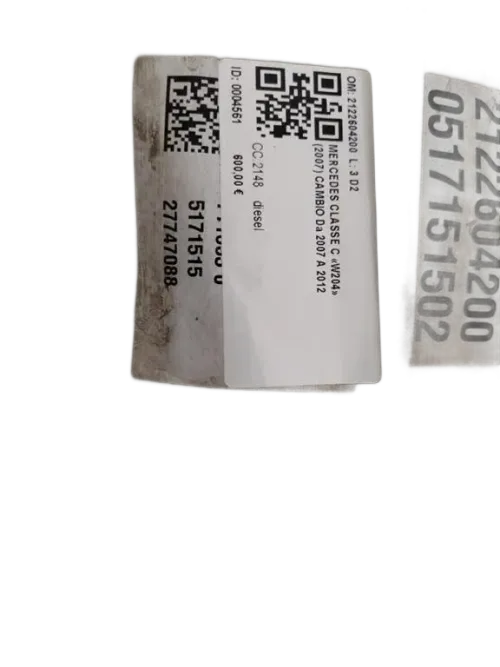 OM: 2122604200 L: 3 D2
MERCEDES CLASSE C «W204»
(2007) CAMBIO Da 2007 A 2012
CC 2148 diesel
ID: 0004561 600,00 €
5171515
27747088
2122604200
05171151502